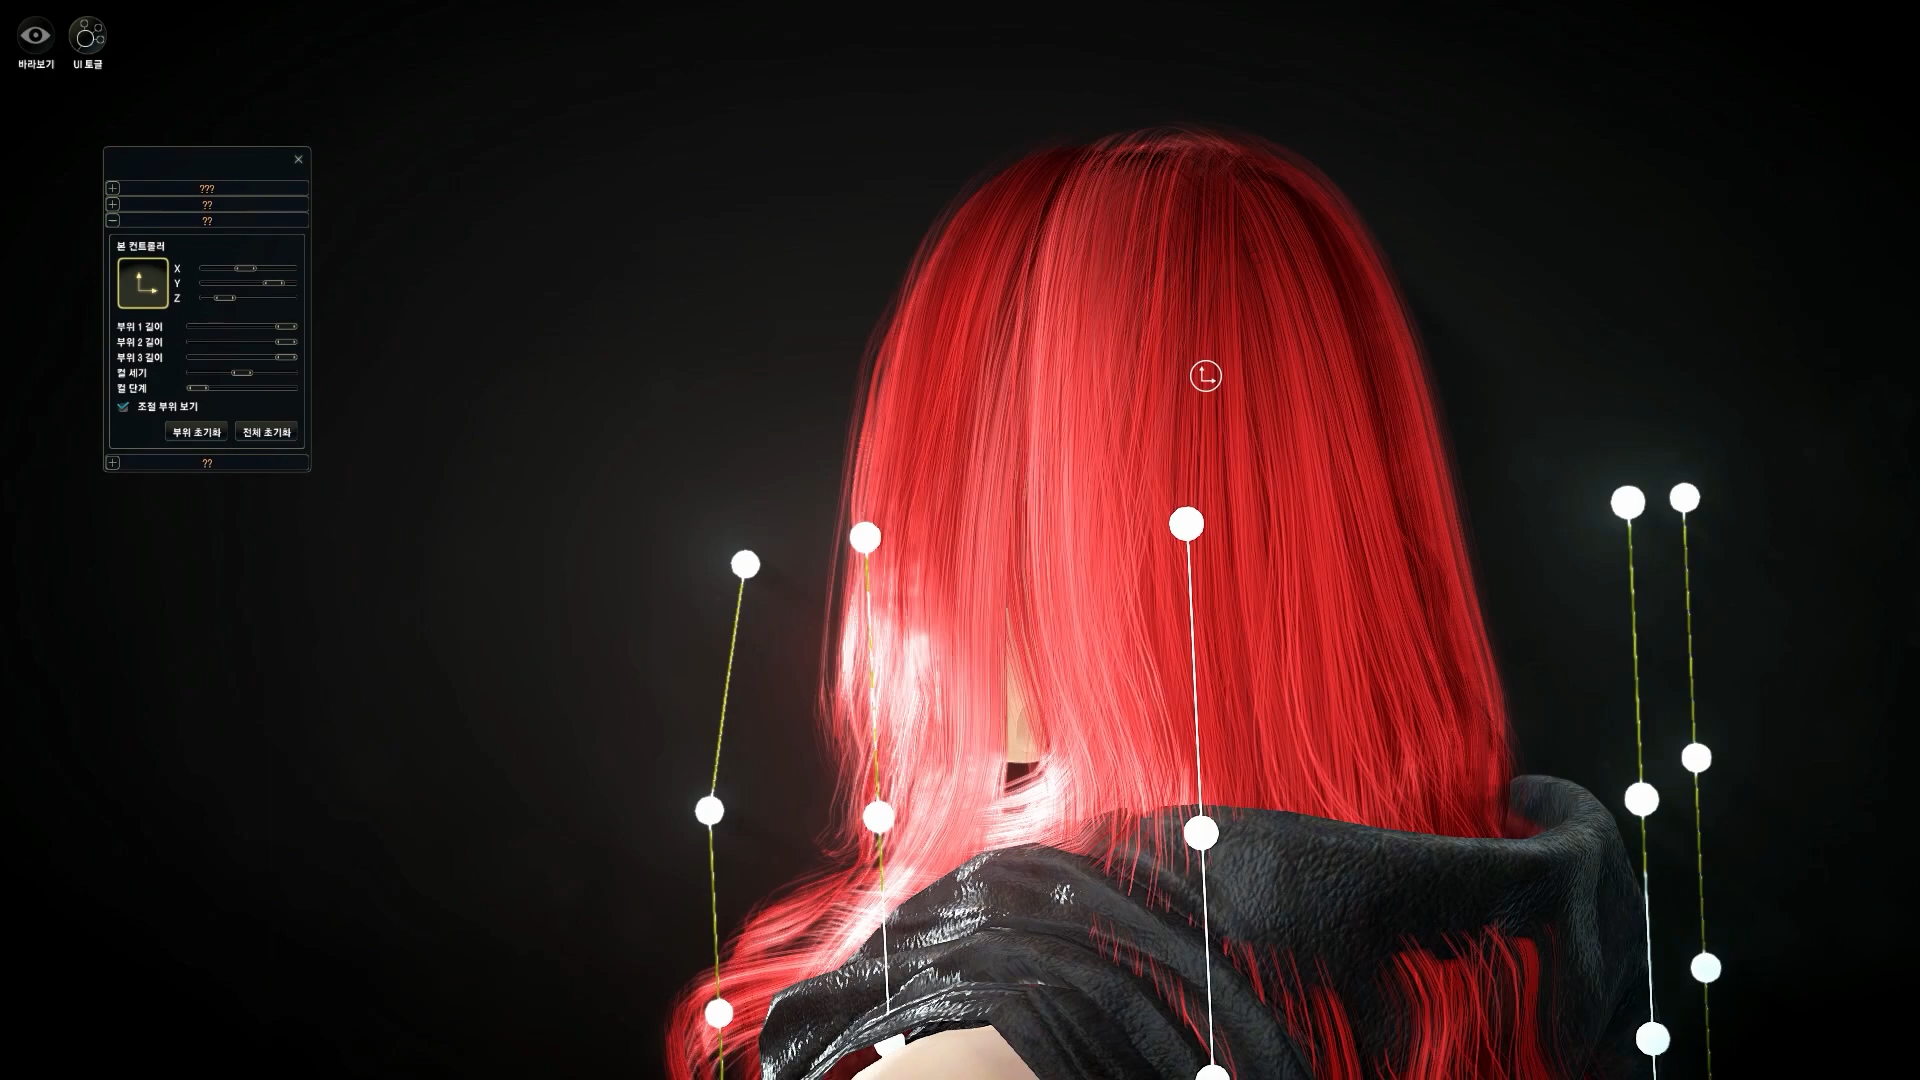 바라보기 UI 토글
???
??
??
본 컨트롤러
X
Y
Z
부위 1 길이
부위 2 길이
부위 3 길이
컬 세기
컬 단계
조절 부위 보기
부위 초기화 전체 초기화
??